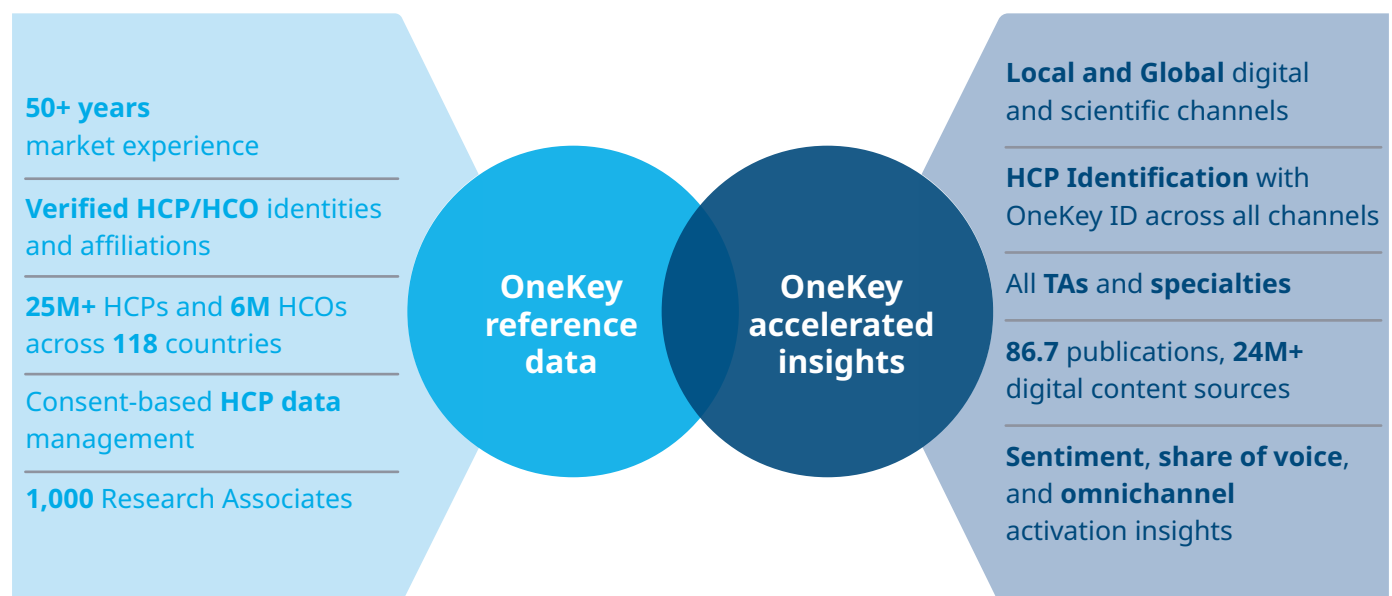 50+ years
market experience
Verified HCP/HCO identities
and affiliations
25M+ HCPs and 6M HCOs
across 118 countries
Consent-based HCP data
management
1,000 Research Associates
OneKey
reference
data
OneKey
accelerated
insights
Local and Global digital
and scientific channels
HCP Identification with
OneKey ID across all channels
All TAs and specialties
86.7 publications, 24M+
digital content sources
Sentiment, share of voice,
and omnichannel
activation insights